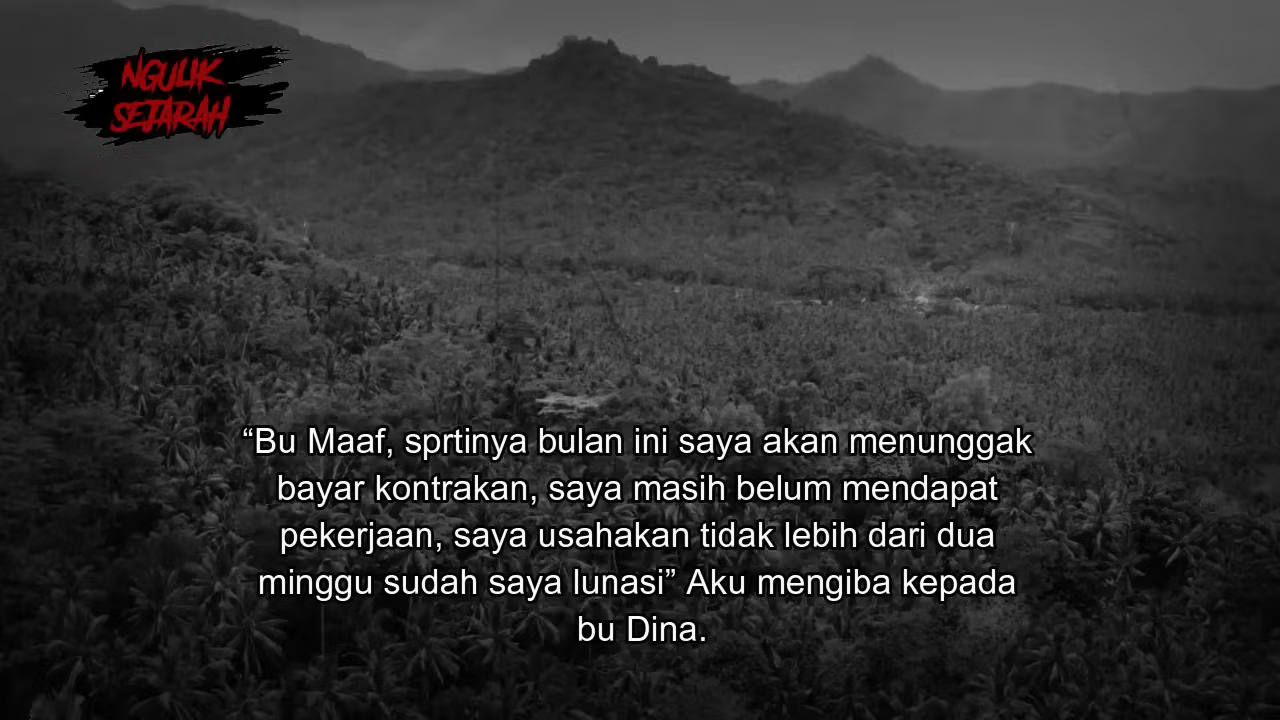 NGULIK
SEJARAH
“Bu Maaf, sprtinya bulan ini saya akan menunggak
bayar kontrakan, saya masih belum mendapat
pekerjaan, saya usahakan tidak lebih dari dua
minggu sudah saya lunasi” Aku mengiba kepada
bu Dina.